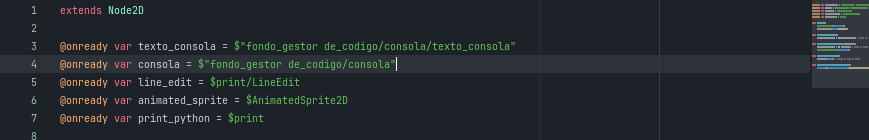 1 extends Node2D
2
3 @onready var texto_consola = $"fondo_gestor de_codigo/consola/texto_consola"
4 @onready var consola = $"fondo_gestor de_codigo/consola"
5 @onready var line_edit = $print/LineEdit
6 @onready var animated_sprite = $AnimatedSprite2D
7 @onready var print_python = $print
8